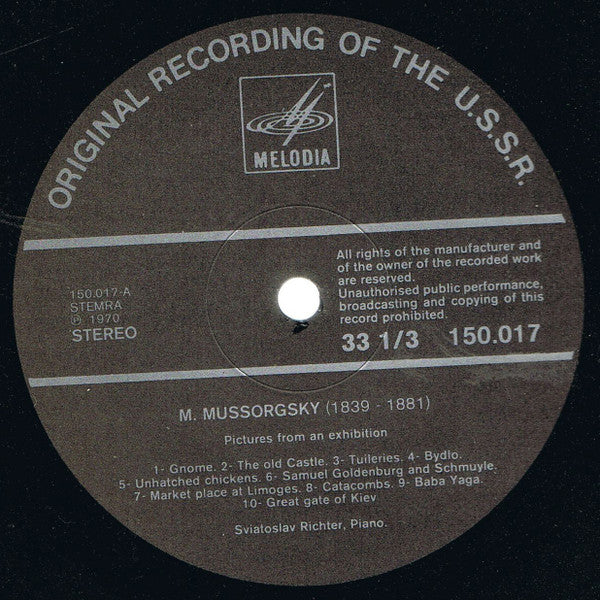 ORIGINAL RECORDING OF THE U.S.S.R.
MELODIA
150.017-A
STEMRA
℗ 1970
STEREO
All rights of the manufacturer and
of the owner of the recorded work
are reserved.
Unauthorised public performance,
broadcasting and copying of this
record prohibited.
33 1/3 150.017
M. MUSSORGSKY (1839 - 1881)
Pictures from an exhibition
1- Gnome. 2- The old Castle. 3- Tuileries. 4- Bydlo.
5- Unhatched chickens. 6- Samuel Goldenburg and Schmuyle.
7- Market place at Limoges. 8- Catacombs. 9- Baba Yaga.
10- Great gate of Kiev
Sviatoslav Richter, Piano.